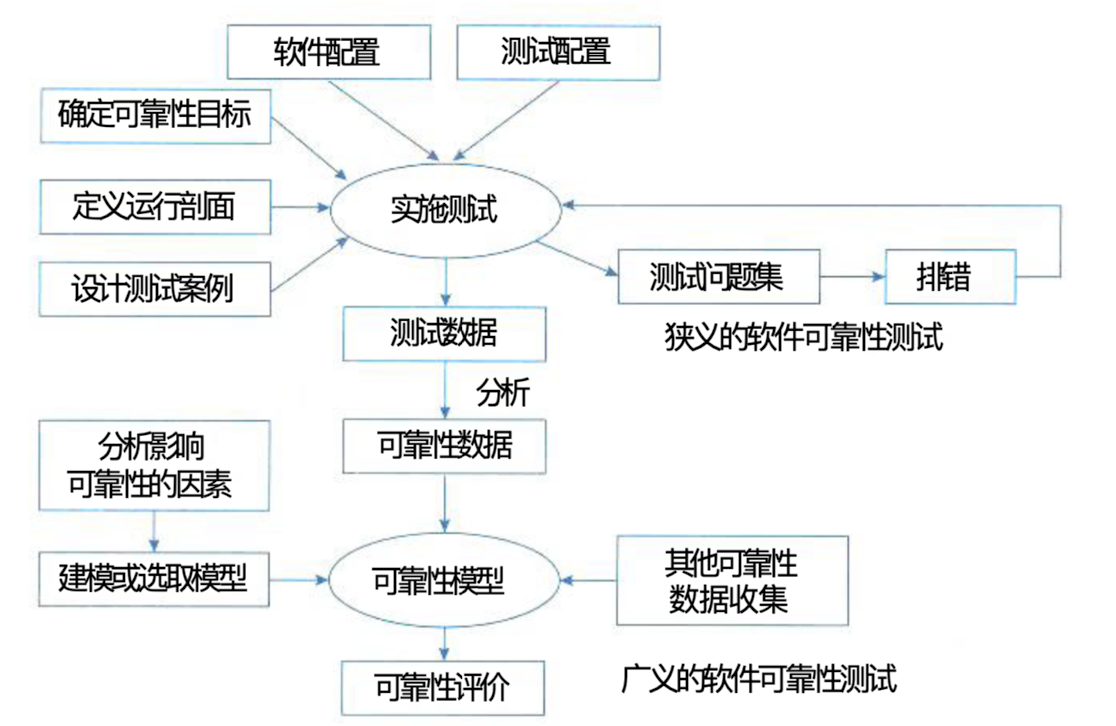 软件配置
测试配置
确定可靠性目标
定义运行剖面
实施测试
设计测试案例
测试问题集
排错
狭义的软件可靠性测试
测试数据
分析
可靠性数据
分析影响
可靠性的因素
建模或选取模型
可靠性模型
其他可靠性
数据收集
可靠性评价
广义的软件可靠性测试